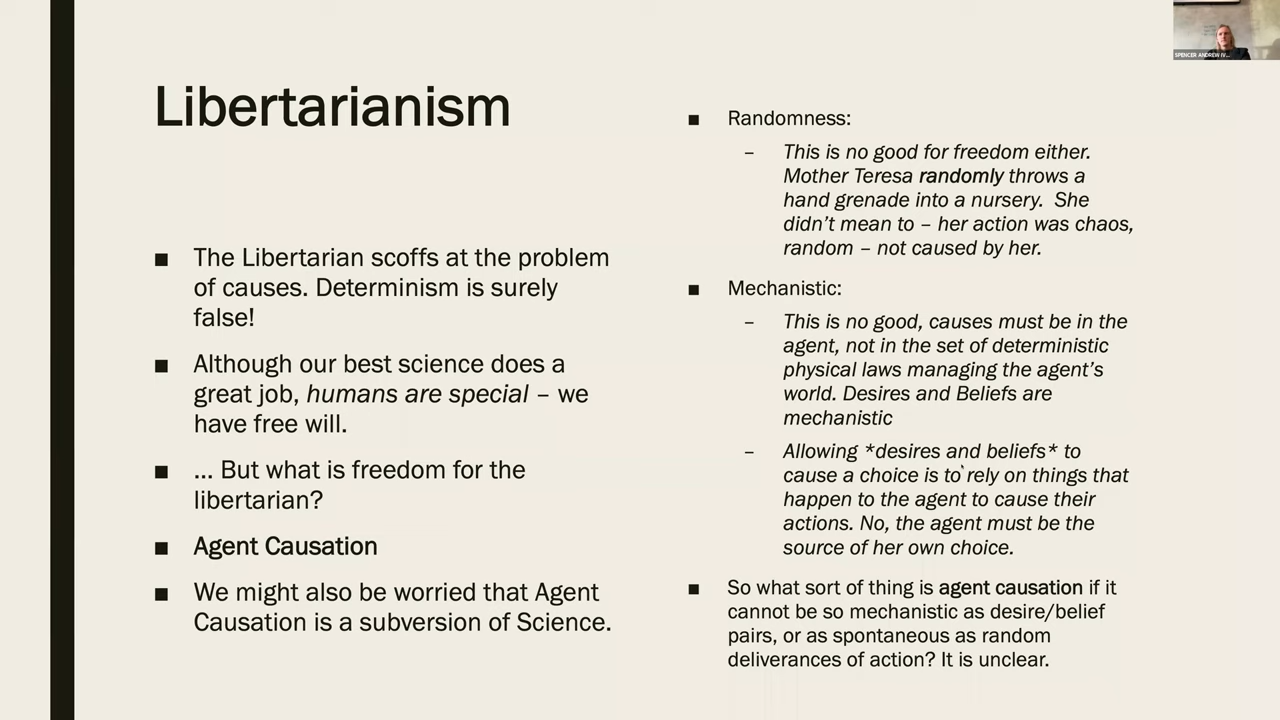 Libertarianism
■ The Libertarian scoffs at the problem
of causes. Determinism is surely
false!
■ Although our best science does a
great job, humans are special – we
have free will.
■ ... But what is freedom for the
libertarian?
■ Agent Causation
■ We might also be worried that Agent
Causation is a subversion of Science.
■ Randomness:
– This is no good for freedom either.
Mother Teresa randomly throws a
hand grenade into a nursery. She
didn't mean to – her action was chaos,
random – not caused by her.
■ Mechanistic:
– This is no good, causes must be in the
agent, not in the set of deterministic
physical laws managing the agent's
world. Desires and Beliefs are
mechanistic
– Allowing *desires and beliefs* to
cause a choice is to rely on things that
happen to the agent to cause their
actions. No, the agent must be the
source of her own choice.
■ So what sort of thing is agent causation if it
cannot be so mechanistic as desire/belief
pairs, or as spontaneous as random
deliverances of action? It is unclear.
SPENCER ANDREW IV...